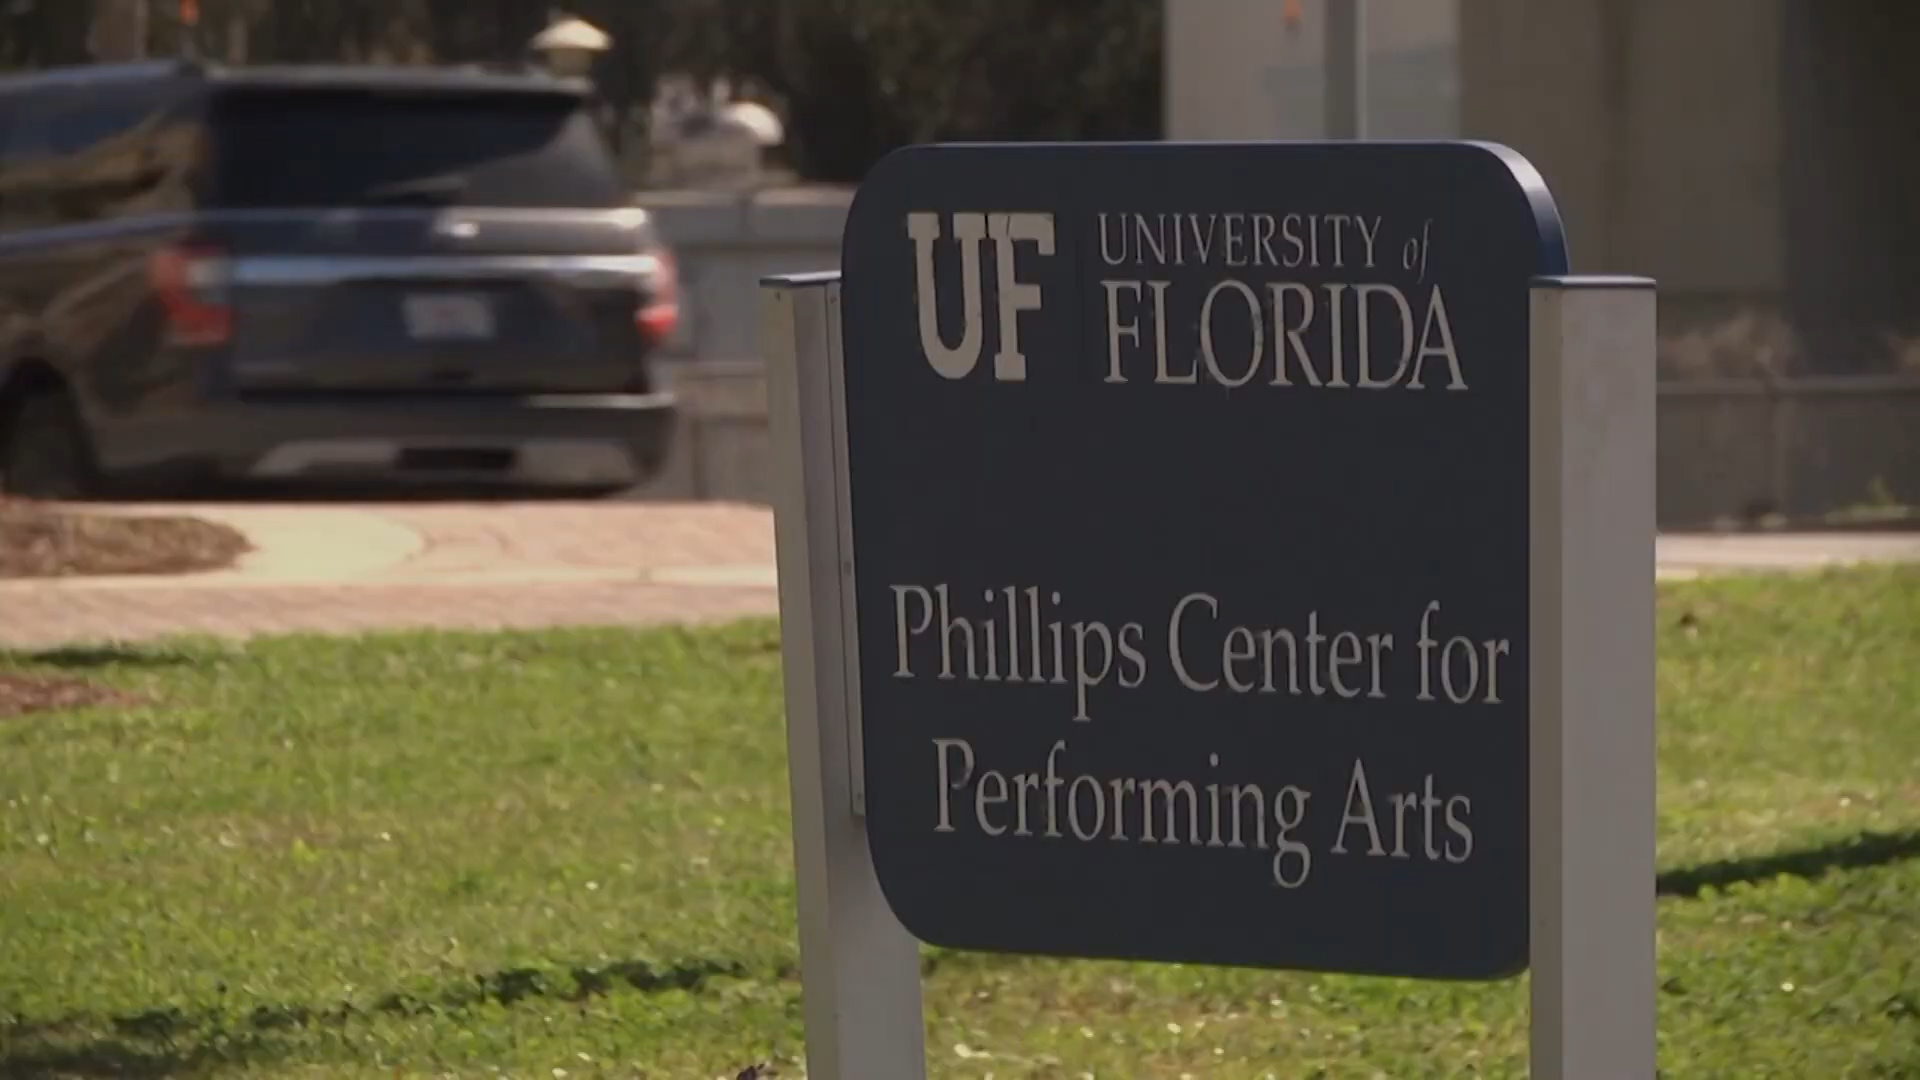 UF
UNIVERSITY of
FLORIDA
Phillips Center for
Performing Arts